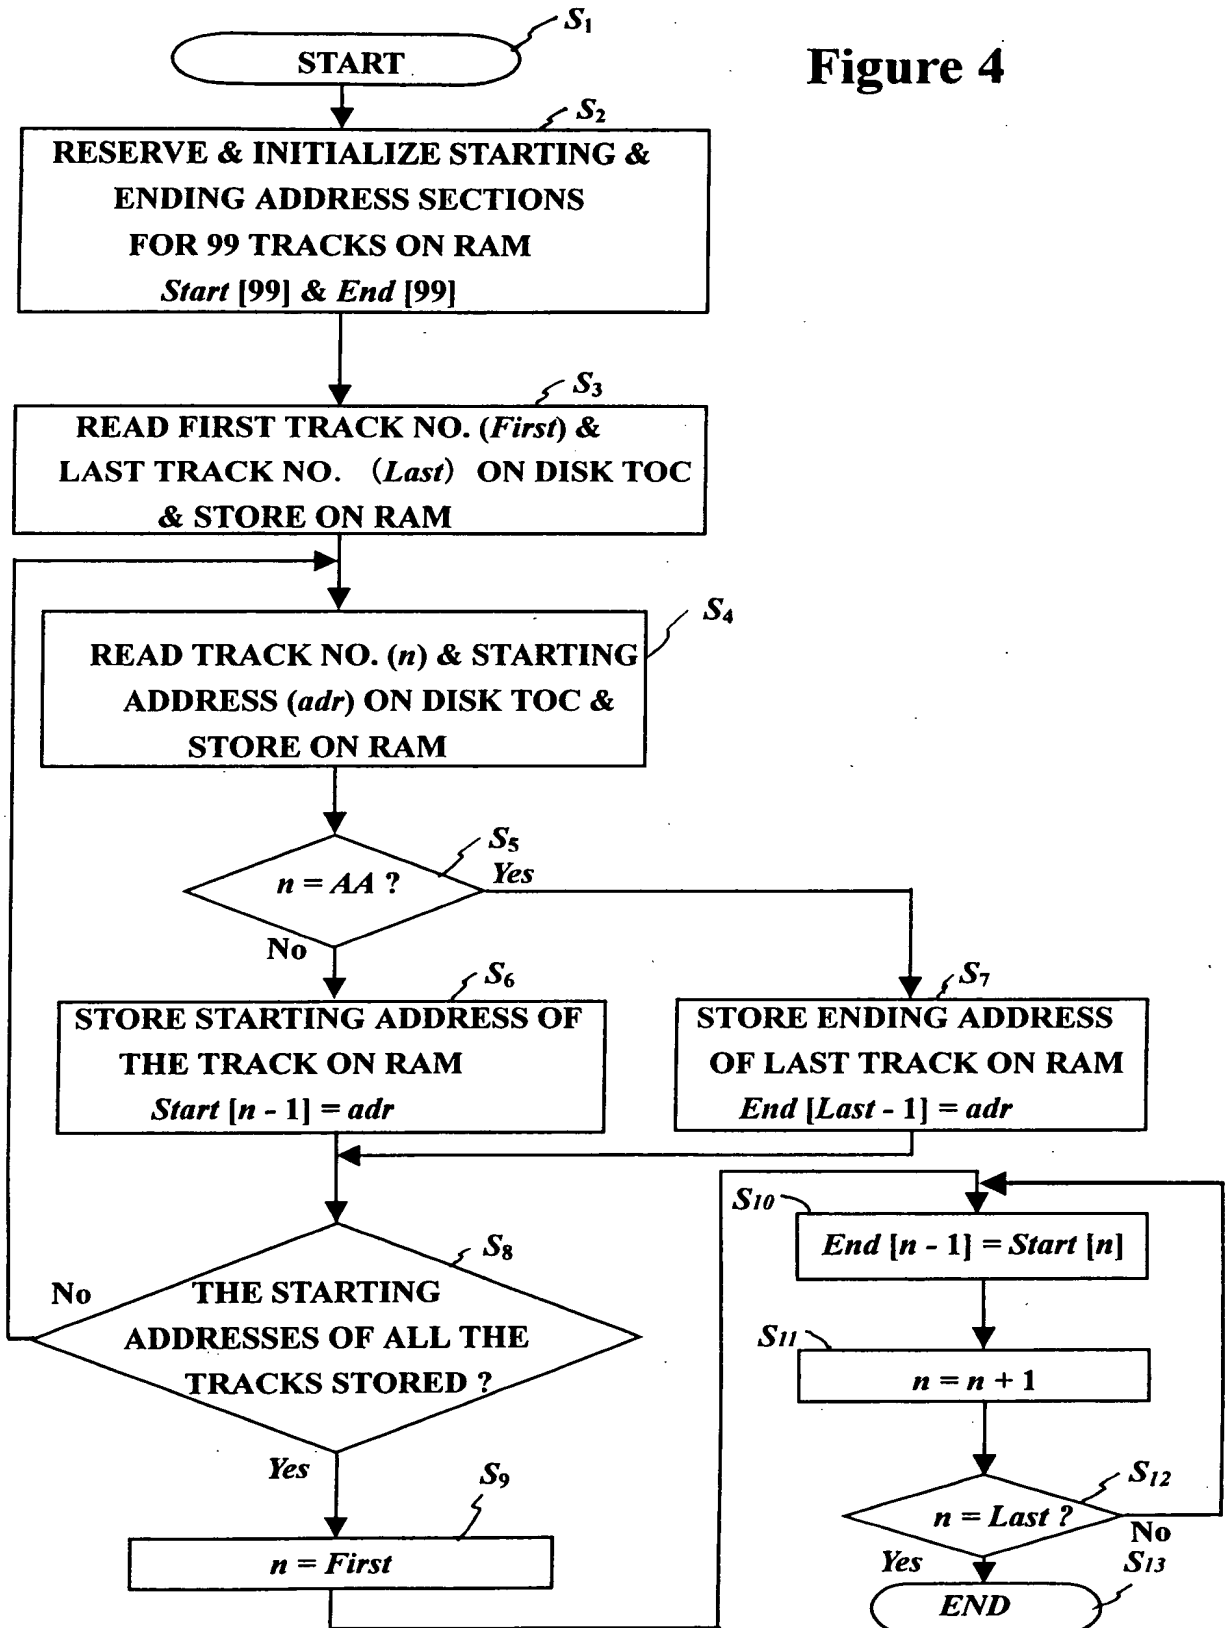 S1
START
Figure 4
S2
RESERVE & INITIALIZE STARTING &
ENDING ADDRESS SECTIONS
FOR 99 TRACKS ON RAM
Start [99] & End [99]
S3
READ FIRST TRACK NO. (First) &
LAST TRACK NO. (Last) ON DISK TOC
& STORE ON RAM
S4
READ TRACK NO. (n) & STARTING
ADDRESS (adr) ON DISK TOC &
STORE ON RAM
S5
n = AA ?
Yes
No
S6
STORE STARTING ADDRESS OF
THE TRACK ON RAM
Start [n - 1] = adr
S7
STORE ENDING ADDRESS
OF LAST TRACK ON RAM
End [Last - 1] = adr
S8
No
THE STARTING
ADDRESSES OF ALL THE
TRACKS STORED ?
Yes
S9
n = First
S10
End [n - 1] = Start [n]
S11
n = n + 1
S12
n = Last ?
No
Yes
S13
END